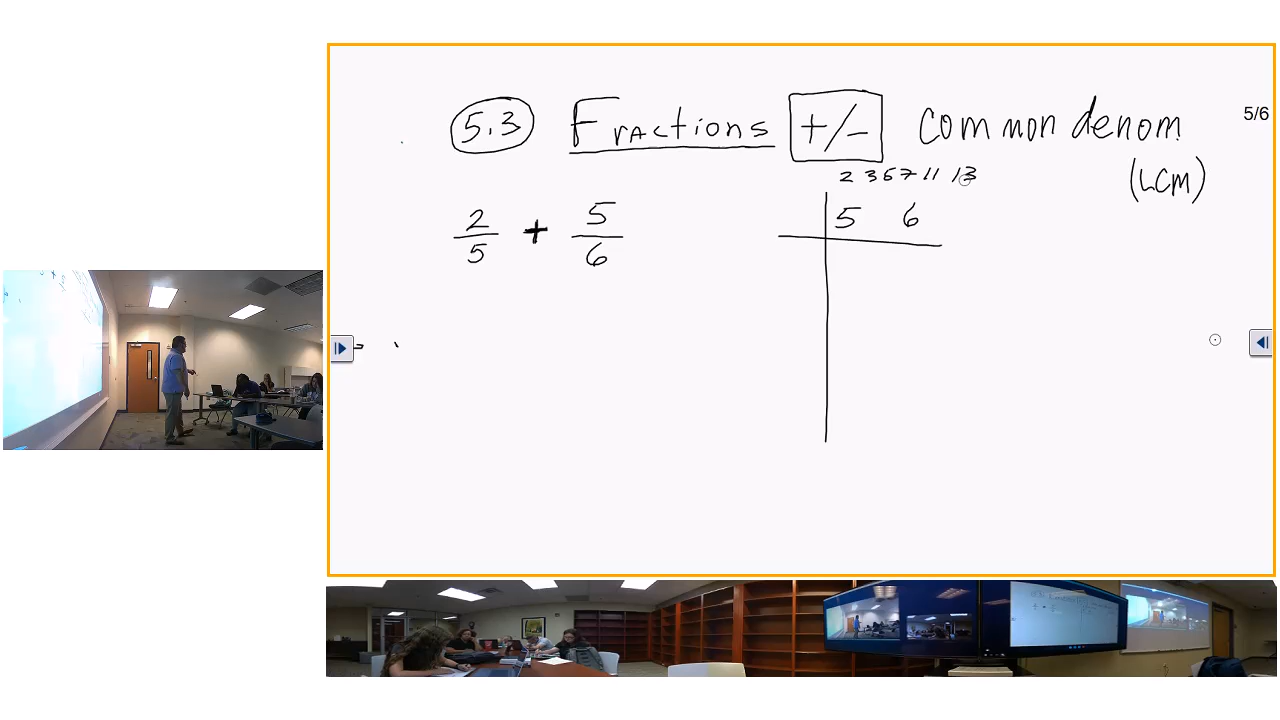 5.3 Fractions +/- common denom.
5/6
(LCM)
2 3 5 7 11 13
2/5 + 5/6
5 6